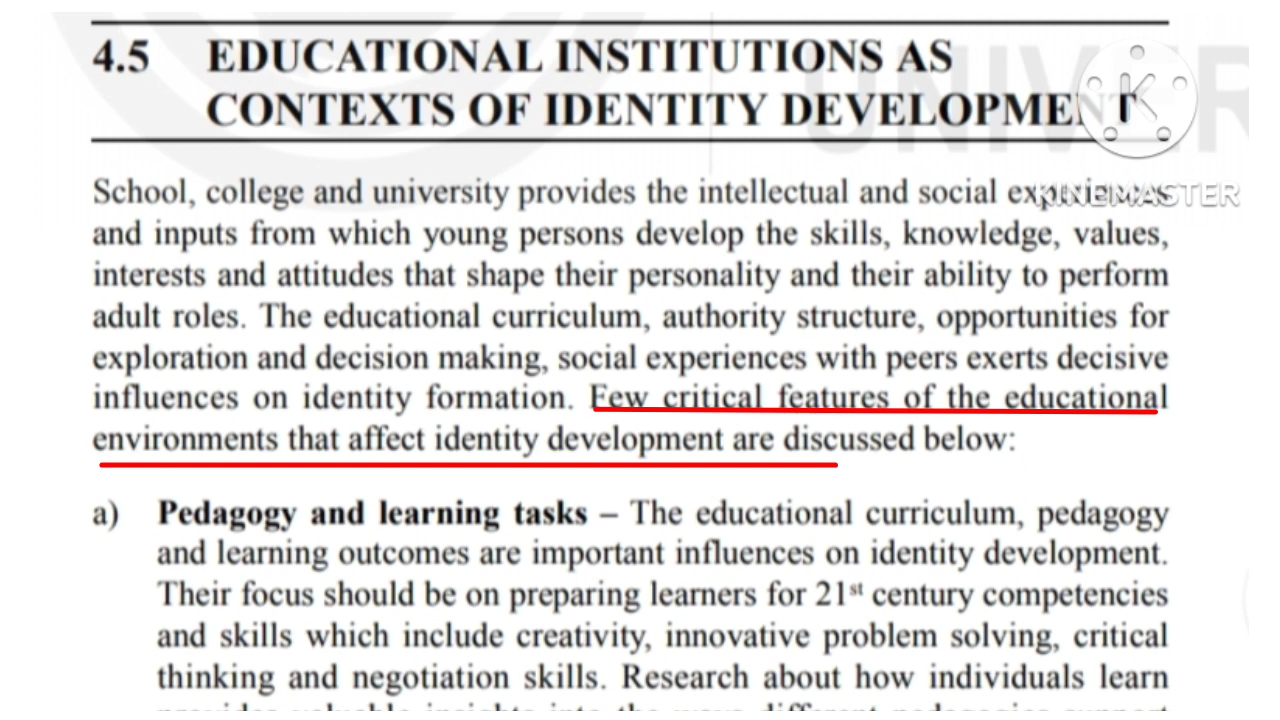 4.5 EDUCATIONAL INSTITUTIONS AS
CONTEXTS OF IDENTITY DEVELOPMENT
UNIVER
KINEMASTER
School, college and university provides the intellectual and social experiences
and inputs from which young persons develop the skills, knowledge, values,
interests and attitudes that shape their personality and their ability to perform
adult roles. The educational curriculum, authority structure, opportunities for
exploration and decision making, social experiences with peers exerts decisive
influences on identity formation. Few critical features of the educational
environments that affect identity development are discussed below:
a) Pedagogy and learning tasks – The educational curriculum, pedagogy
and learning outcomes are important influences on identity development.
Their focus should be on preparing learners for 21st century competencies
and skills which include creativity, innovative problem solving, critical
thinking and negotiation skills. Research about how individuals learn